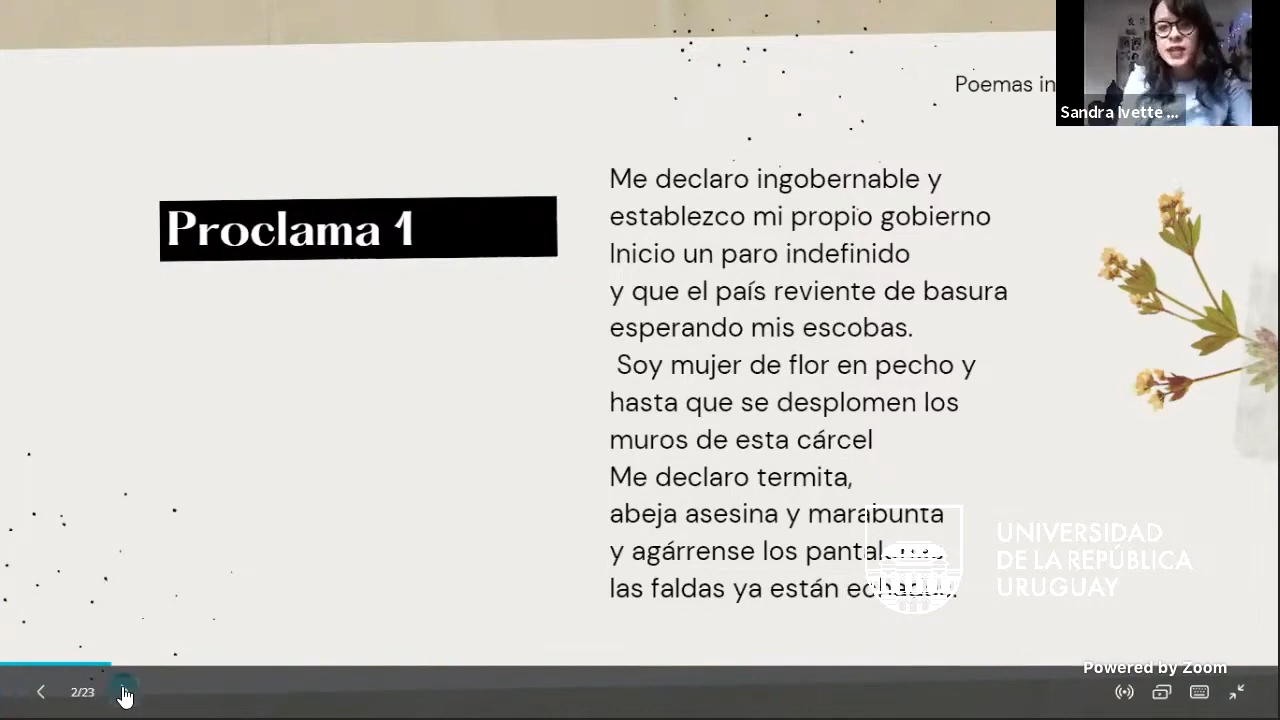 Poemas in
Sandra Ivette ...
Proclama 1
Me declaro ingobernable y
establezco mi propio gobierno
Inicio un paro indefinido
y que el país reviente de basura
esperando mis escobas.
Soy mujer de flor en pecho y
hasta que se desplomen los
muros de esta cárcel
Me declaro termita,
abeja asesina y marabunta
y agárrense los
las faldas ya están
UNIVERSIDAD
DE LA REPÚBLICA
URUGUAY
Powered by Zoom
2/23